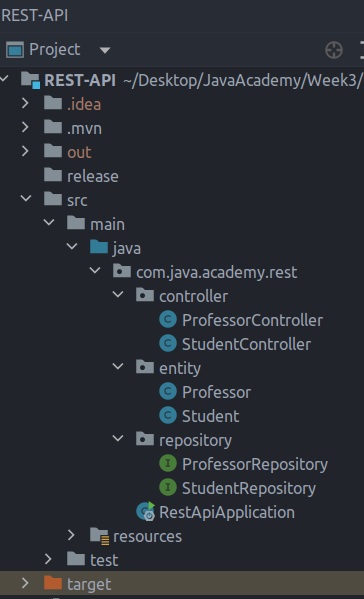 REST-API
Project
REST-API ~/Desktop/JavaAcademy/Week3/
.idea
.mvn
out
release
src
main
java
com.java.academy.rest
controller
ProfessorController
StudentController
entity
Professor
Student
repository
ProfessorRepository
StudentRepository
RestApiApplication
resources
test
target